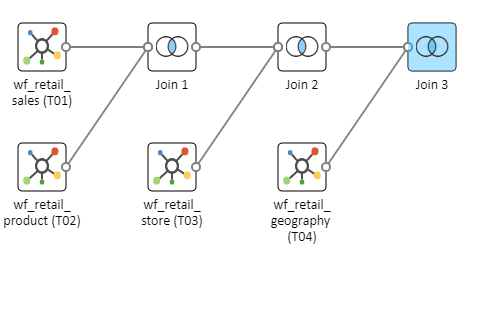 wf_retail_
sales (T01)
Join 1
Join 2
Join 3
wf_retail_
product (T02)
wf_retail_
store (T03)
wf_retail_
geography
(T04)